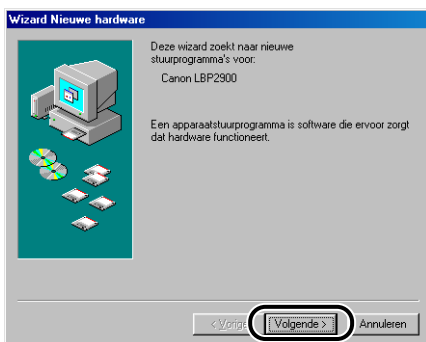 Wizard Nieuwe hardware
Deze wizard zoekt naar nieuwe
stuurprogramma's voor:
Canon LBP2900
Een apparaatstuurprogramma is software die ervoor zorgt
dat hardware functioneert.
< Vorige Volgende > Annuleren